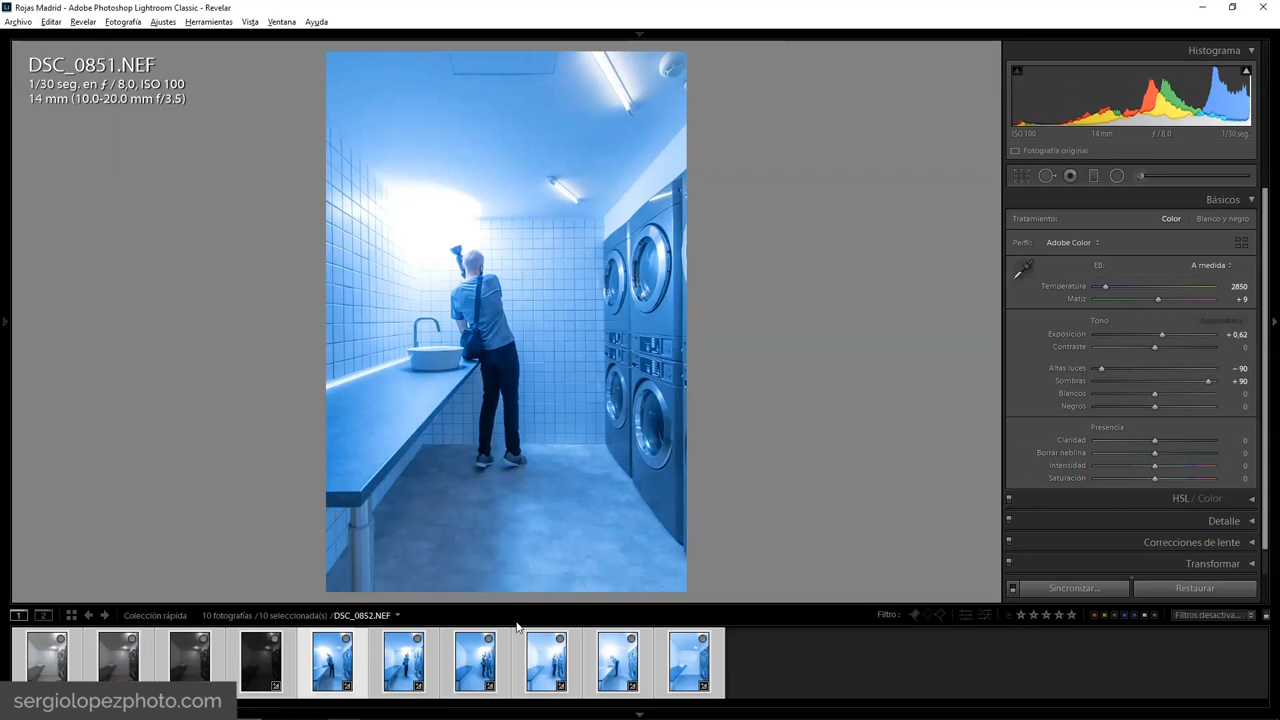 Rojas Madrid - Adobe Photoshop Lightroom Classic - Revelar
Archivo Editar Revelar Fotografía Ajustes Herramientas Vista Ventana Ayuda
DSC_0851.NEF
1/30 seg. en ƒ / 8,0, ISO 100
14 mm (10.0-20.0 mm f/3.5)
Histograma
ISO 100 14 mm ƒ / 8,0 1/30 seg.
Fotografía original
Básicos
Tratamiento: Color Blanco y negro
Perfil: Adobe Color
EB: A medida
Temperatura 2850
Matiz + 9
Tono
Exposición + 0,62
Contraste 0
Altas luces − 90
Sombras + 90
Blancos 0
Negros 0
Presencia
Claridad 0
Borrar neblina 0
Intensidad 0
Saturación 0
HSL / Color
Detalle
Correcciones de lente
Transformar
Sincronizar... Restaurar
1 2 Colección rápida 10 fotografías /10 seleccionada(s) /DSC_0852.NEF Filtro: Filtros desactiva...
sergiolopezphoto.com